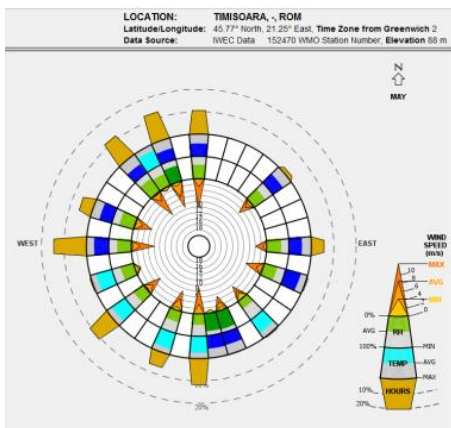 LOCATION: TIMISOARA, -, ROM
Latitude/Longitude: 45.77° North, 21.25° East, Time Zone from Greenwich 2
Data Source: IWEC Data 152470 WMO Station Number, Elevation 88 m
N
MAY
WEST
EAST
WIND
SPEED
(m/s)
MAX
10
8
AVG
6
4
MIN
2
0
0%
AVG
RH
100%
MIN
TEMP
AVG
MAX
10%
HOURS
20%
20%